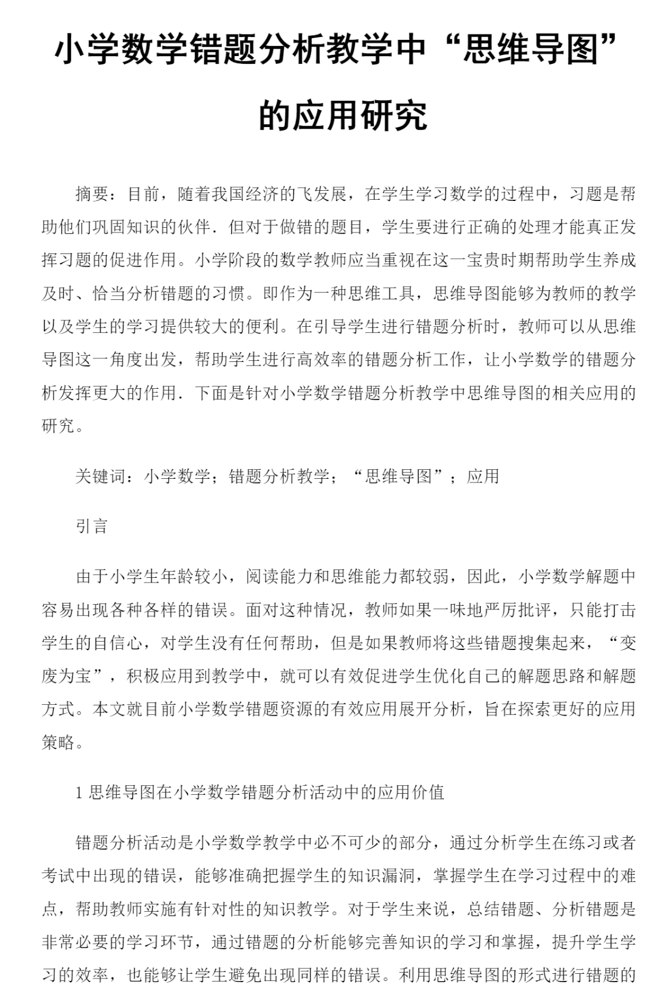 小学数学错题分析教学中“思维导图”
的应用研究
摘要：目前，随着我国经济的飞发展，在学生学习数学的过程中，习题是帮
助他们巩固知识的伙伴．但对于做错的题目，学生要进行正确的处理才能真正发
挥习题的促进作用。小学阶段的数学教师应当重视在这一宝贵时期帮助学生养成
及时、恰当分析错题的习惯。即作为一种思维工具，思维导图能够为教师的教学
以及学生的学习提供较大的便利。在引导学生进行错题分析时，教师可以从思维
导图这一角度出发，帮助学生进行高效率的错题分析工作，让小学数学的错题分
析发挥更大的作用．下面是针对小学数学错题分析教学中思维导图的相关应用的
研究。
关键词：小学数学；错题分析教学；“思维导图”；应用
引言
由于小学生年龄较小，阅读能力和思维能力都较弱，因此，小学数学解题中
容易出现各种各样的错误。面对这种情况，教师如果一味地严厉批评，只能打击
学生的自信心，对学生没有任何帮助，但是如果教师将这些错题搜集起来，“变
废为宝”，积极应用到教学中，就可以有效促进学生优化自己的解题思路和解题
方式。本文就目前小学数学错题资源的有效应用展开分析，旨在探索更好的应用
策略。
1 思维导图在小学数学错题分析活动中的应用价值
错题分析活动是小学数学教学中必不可少的部分，通过分析学生在练习或者
考试中出现的错误，能够准确把握学生的知识漏洞，掌握学生在学习过程中的难
点，帮助教师实施有针对性的知识教学。对于学生来说，总结错题、分析错题是
非常必要的学习环节，通过错题的分析能够完善知识的学习和掌握，提升学生学
习的效率，也能够让学生避免出现同样的错误。利用思维导图的形式进行错题的